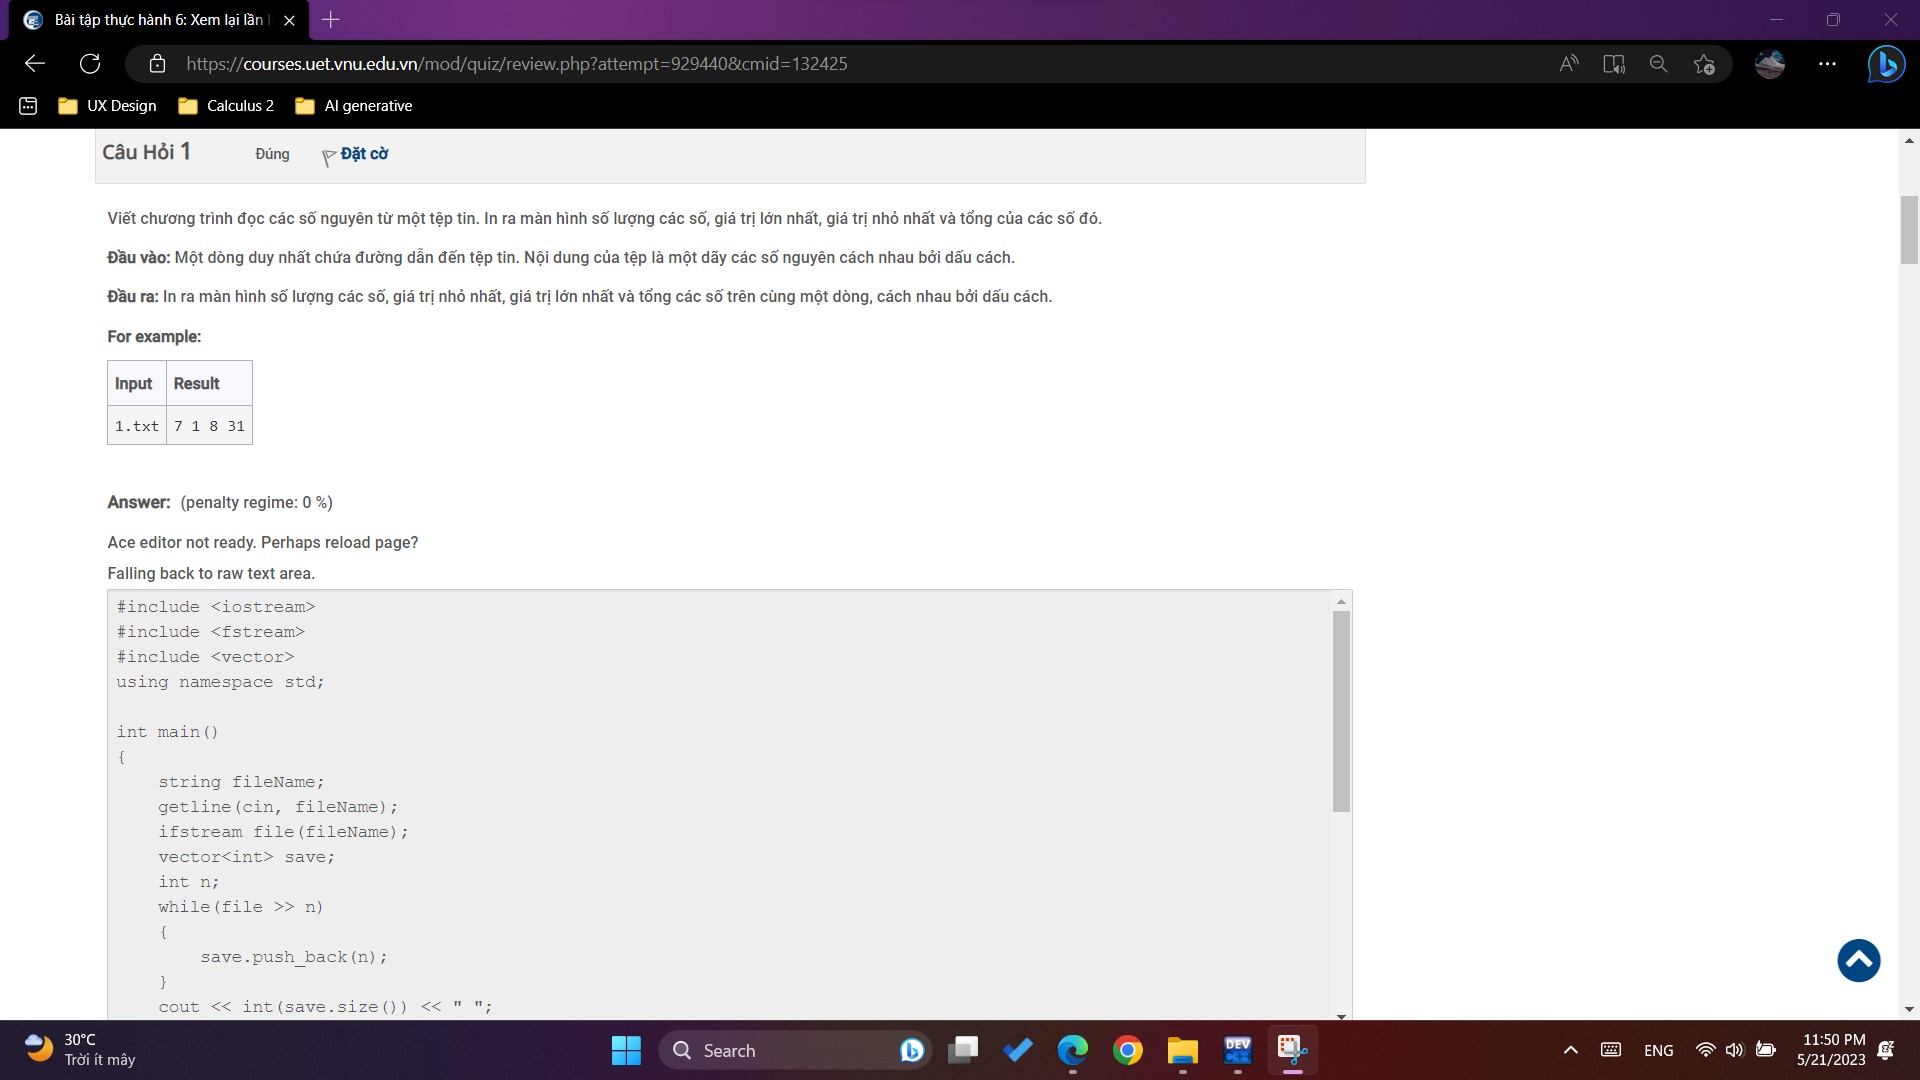 Bài tập thực hành 6: Xem lại lần
https://courses.uet.vnu.edu.vn/mod/quiz/review.php?attempt=929440&cmid=132425
UX Design
Calculus 2
AI generative
Câu Hỏi 1
Đúng
Đặt cờ
Viết chương trình đọc các số nguyên từ một tệp tin. In ra màn hình số lượng các số, giá trị lớn nhất, giá trị nhỏ nhất và tổng của các số đó.
Đầu vào: Một dòng duy nhất chứa đường dẫn đến tệp tin. Nội dung của tệp là một dãy các số nguyên cách nhau bởi dấu cách.
Đầu ra: In ra màn hình số lượng các số, giá trị nhỏ nhất, giá trị lớn nhất và tổng các số trên cùng một dòng, cách nhau bởi dấu cách.
For example:
Input Result
1.txt 7 1 8 31
Answer: (penalty regime: 0 %)
Ace editor not ready. Perhaps reload page?
Falling back to raw text area.
#include <iostream>
#include <fstream>
#include <vector>
using namespace std;
int main()
{
string fileName;
getline(cin, fileName);
ifstream file(fileName);
vector<int> save;
int n;
while(file >> n)
{
save.push_back(n);
}
cout << int(save.size()) << " ";
30°C
Trời ít mây
Search
DEV
ENG
11:50 PM
5/21/2023